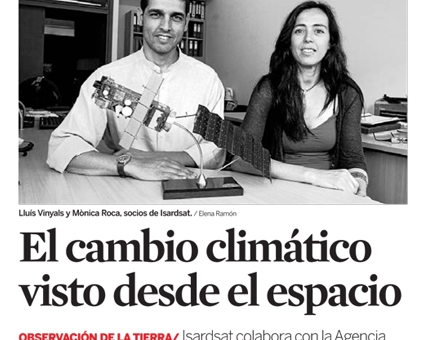 Lluís Vinyals y Mònica Roca, socios de Isardsat. / Elena Ramón
El cambio climático
visto desde el espacio
OBSERVACIÓN DE LA TIERRA/ Isardsat colabora con la Agencia